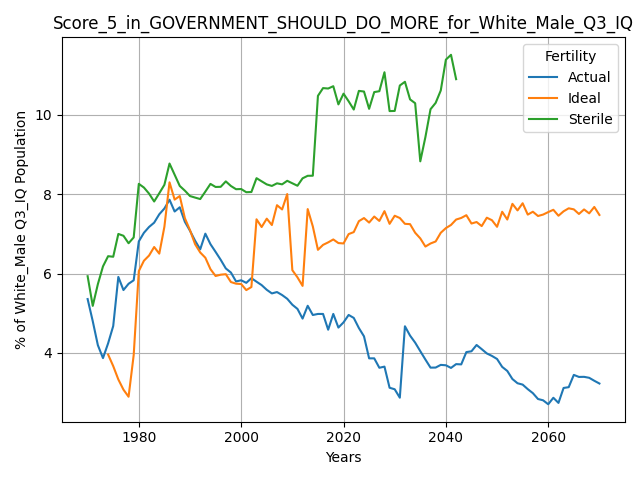 Score_5_in_GOVERNMENT_SHOULD_DO_MORE_for_White_Male_Q3_IQ
% of White_Male Q3_IQ Population
10
8
6
4
Fertility
Actual
Ideal
Sterile
1980
2000
2020
2040
2060
Years